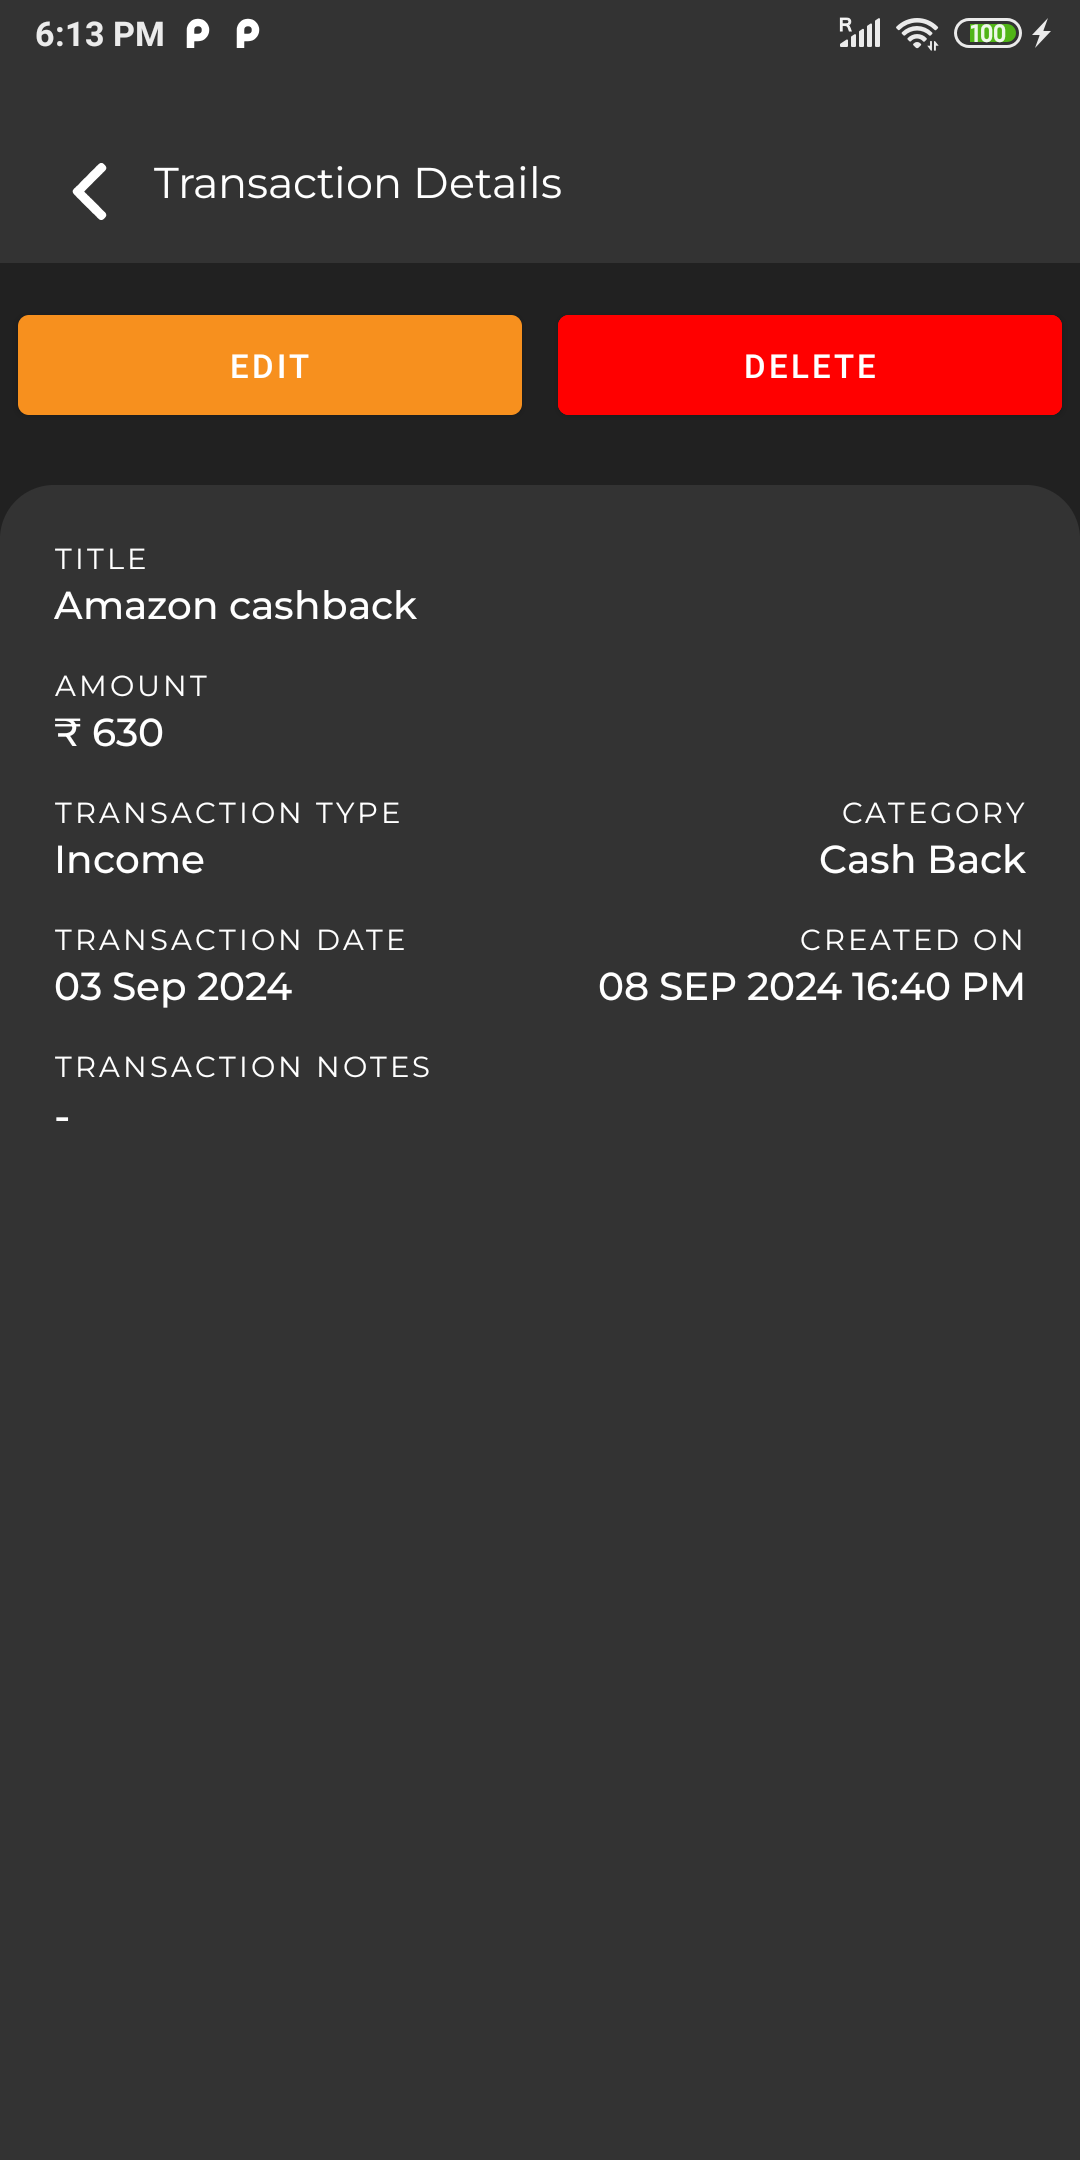 6:13 PM
R
100
Transaction Details
EDIT
DELETE
TITLE
Amazon cashback
AMOUNT
₹ 630
TRANSACTION TYPE
CATEGORY
Income
Cash Back
TRANSACTION DATE
CREATED ON
03 Sep 2024
08 SEP 2024 16:40 PM
TRANSACTION NOTES
-